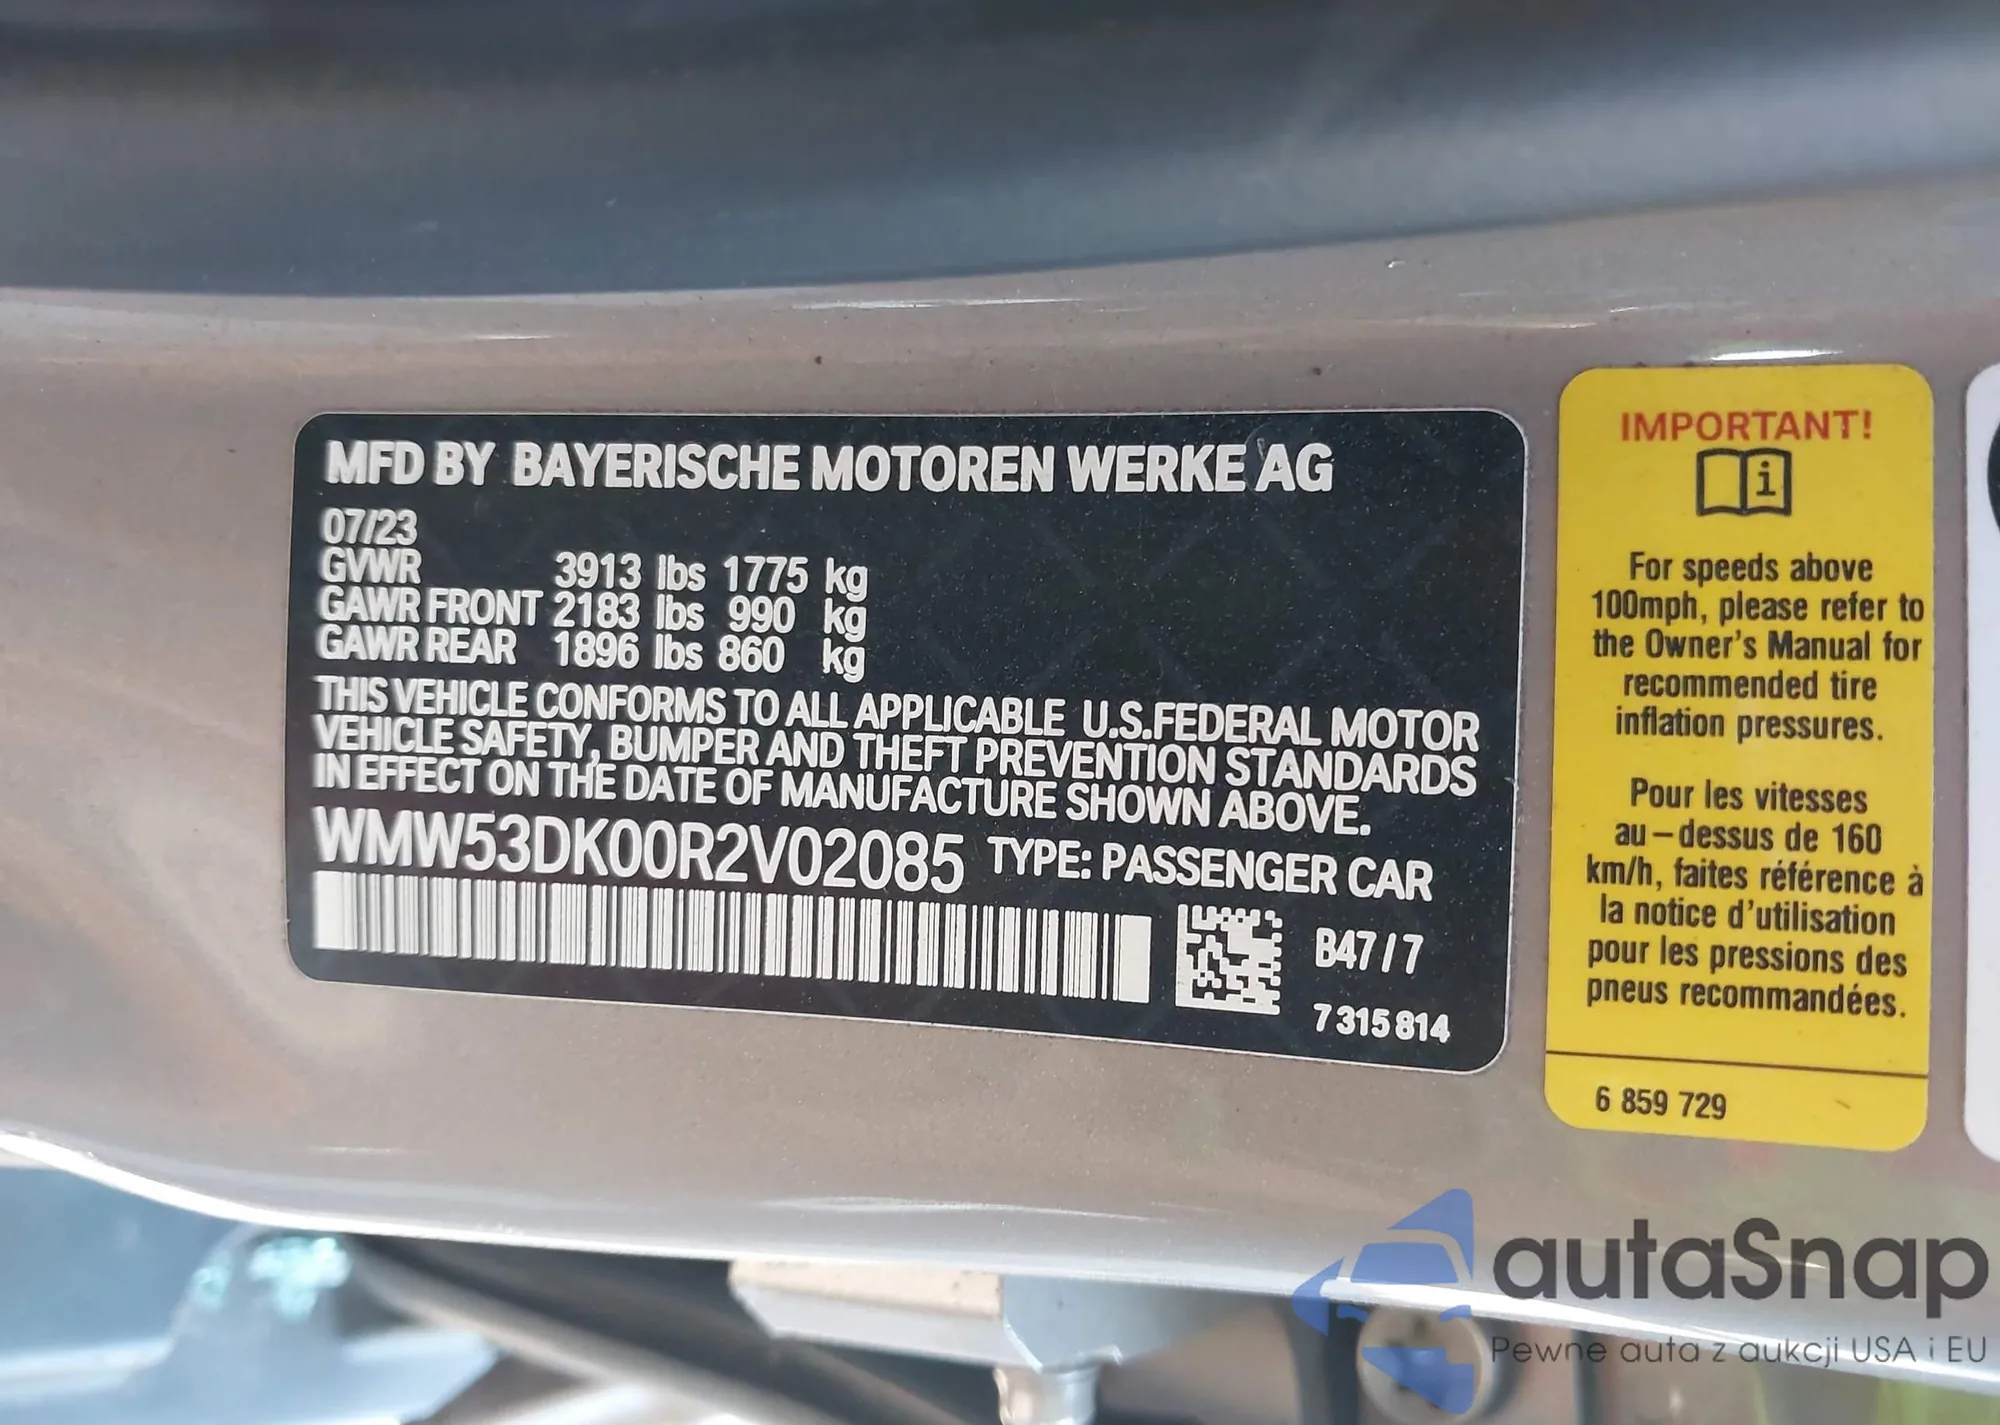 MFD BY BAYERISCHE MOTOREN WERKE AG
07/23
GVWR 3913 lbs 1775 kg
GAWR FRONT 2183 lbs 990 kg
GAWR REAR 1896 lbs 860 kg
THIS VEHICLE CONFORMS TO ALL APPLICABLE U.S.FEDERAL MOTOR
VEHICLE SAFETY, BUMPER AND THEFT PREVENTION STANDARDS
IN EFFECT ON THE DATE OF MANUFACTURE SHOWN ABOVE.
WMW53DK00R2V02085 TYPE: PASSENGER CAR
B47/7
7 315 814
IMPORTANT!
i
For speeds above
100mph, please refer to
the Owner's Manual for
recommended tire
inflation pressures.
Pour les vitesses
au-dessus de 160
km/h, faites référence à
la notice d'utilisation
pour les pressions des
pneus recommandées.
6 859 729
autaSnap
Pewne auta z aukcji USA i EU